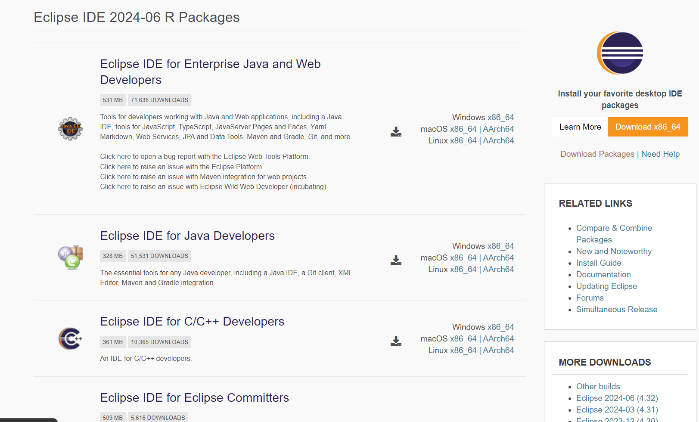 Eclipse IDE 2024-06 R Packages
Eclipse IDE for Enterprise Java and Web
Developers
531 MB 71,636 DOWNLOADS
Tools for developers working with Java and Web applications, including a Java
IDE, tools for JavaScript, TypeScript, JavaServer Pages and Faces, Yaml,
Markdown, Web Services, JPA and Data Tools, Maven and Gradle, Git, and more.
Click here to open a bug report with the Eclipse Web Tools Platform.
Click here to raise an issue with the Eclipse Platform
Click here to raise an issue with Maven integration for web projects
Click here to raise an issue with Eclipse Wild Web Developer (incubating).
Windows x86_64
macOS x86_64 | AArch64
Linux x86_64 | AArch64
Eclipse IDE for Java Developers
328 MB 51,531 DOWNLOADS
The essential tools for any Java developer, including a Java IDE, a Git client, XML
Editor, Maven and Gradle integration
Windows x86_64
macOS x86_64 | AArch64
Linux x86_64 | AArch64
Eclipse IDE for C/C++ Developers
361 MB 10,365 DOWNLOADS
An IDE for C/C++ developers.
Windows x86_64
macOS x86_64 | AArch64
Linux x86_64 | AArch64
Eclipse IDE for Eclipse Committers
509 MB 5,616 DOWNLOADS
Install your favorite desktop IDE
packages
Learn More Download x86_64
Download Packages | Need Help
RELATED LINKS
Compare & Combine
Packages
New and Noteworthy
Install Guide
Documentation
Updating Eclipse
Forums
Simultaneous Release
MORE DOWNLOADS
Other builds
Eclipse 2024-06 (4.32)
Eclipse 2024-03 (4.31)
Eclipse 2023-12 (4.30)